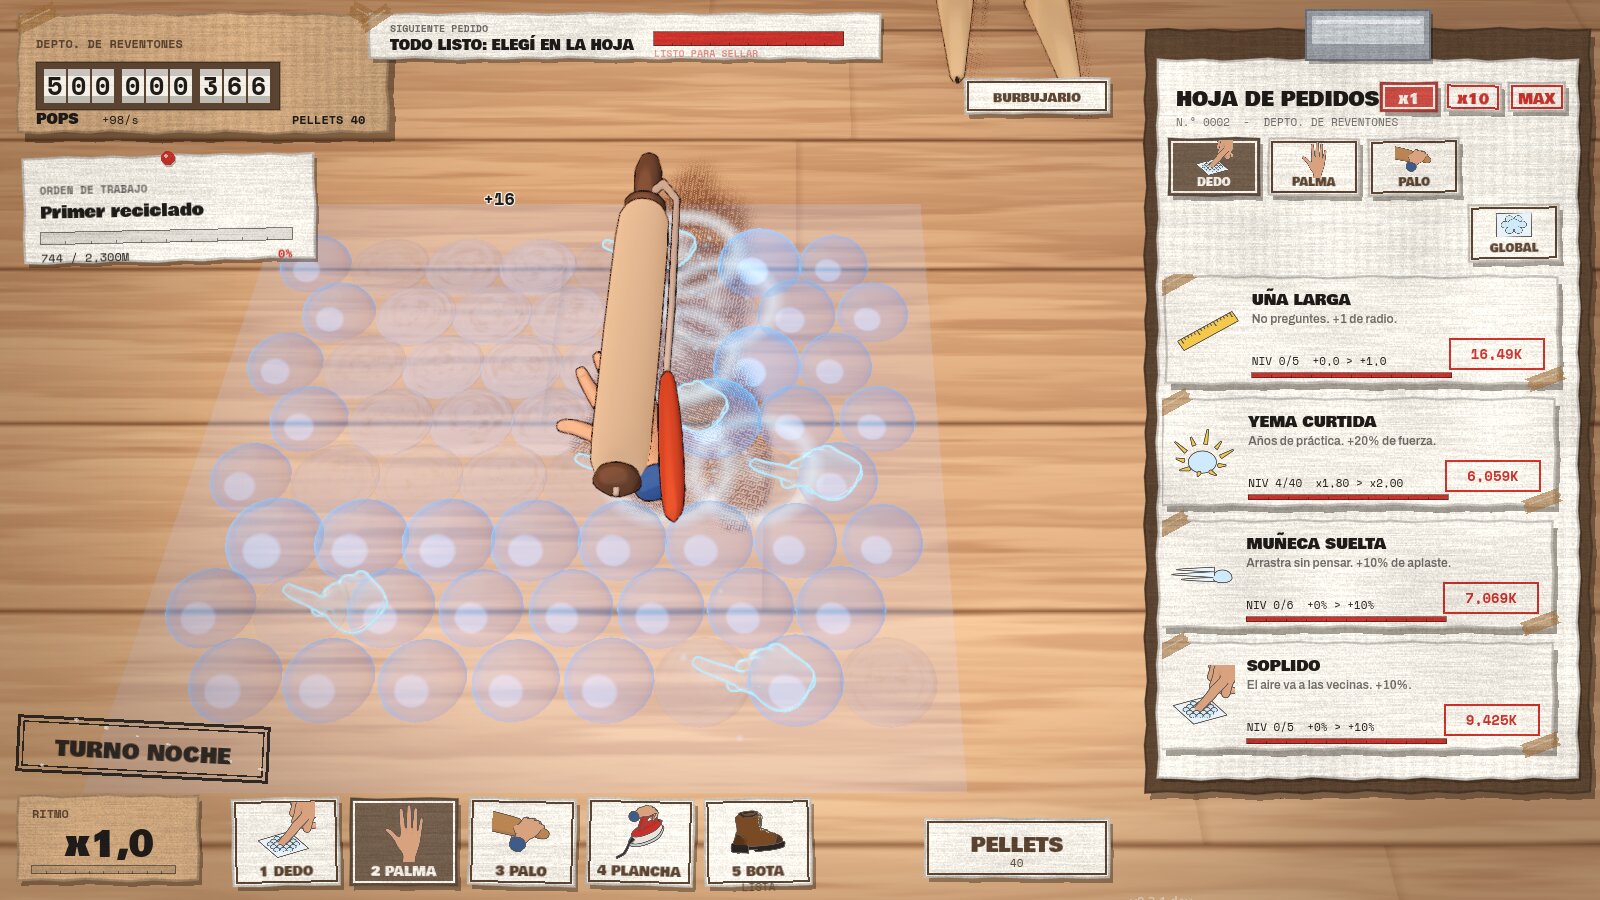 DEPTO. DE REVENTONES
500 000 366
POPS +98/s PELLETS 40
SIGUIENTE PEDIDO
TODO LISTO: ELEGÍ EN LA HOJA
LISTO PARA SELLAR
BURBUJARIO
ORDEN DE TRABAJO
Primer reciclado
0%
744 / 2,300M
+16
HOJA DE PEDIDOS x1 x10 MAX
N.° 0002 - DEPTO. DE REVENTONES
DEDO PALMA PALO
GLOBAL
UÑA LARGA
No preguntes. +1 de radio.
NIV 0/5 +0,0 > +1,0 16,49K
YEMA CURTIDA
Años de práctica. +20% de fuerza.
NIV 4/40 x1,80 > x2,00 6,059K
MUÑECA SUELTA
Arrastra sin pensar. +10% de aplaste.
NIV 0/6 +0% > +10% 7,069K
SOPLIDO
El aire va a las vecinas. +10%.
NIV 0/5 +0% > +10% 9,425K
TURNO NOCHE
RITMO
x1,0
1 DEDO 2 PALMA 3 PALO 4 PLANCHA 5 BOTA
LISTA
PELLETS
40